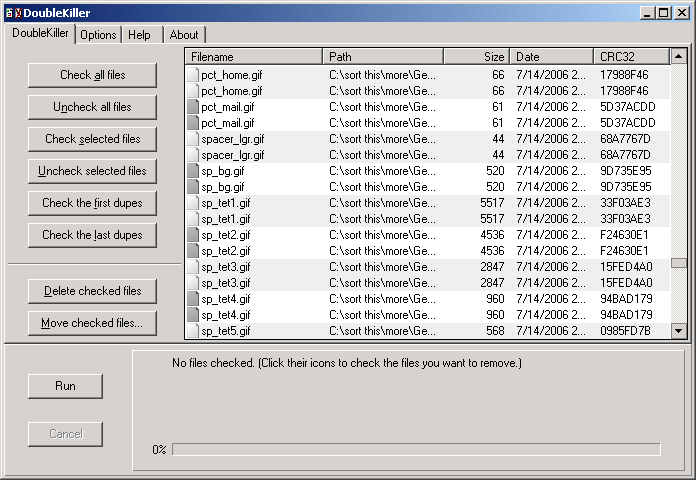 DoubleKiller
DoubleKiller Options Help About
Check all files
Uncheck all files
Check selected files
Uncheck selected files
Check the first dupes
Check the last dupes
Delete checked files
Move checked files...
Filename Path Size Date CRC32
pct_home.gif C:\sort this\more\Ge... 66 7/14/2006 2... 17988F46
pct_home.gif C:\sort this\more\Ge... 66 7/14/2006 2... 17988F46
pct_mail.gif C:\sort this\more\Ge... 61 7/14/2006 2... 5D37ACDD
pct_mail.gif C:\sort this\more\Ge... 61 7/14/2006 2... 5D37ACDD
spacer_lgr.gif C:\sort this\more\Ge... 44 7/14/2006 2... 68A7767D
spacer_lgr.gif C:\sort this\more\Ge... 44 7/14/2006 2... 68A7767D
sp_bg.gif C:\sort this\more\Ge... 520 7/14/2006 2... 9D735E95
sp_bg.gif C:\sort this\more\Ge... 520 7/14/2006 2... 9D735E95
sp_tet1.gif C:\sort this\more\Ge... 5517 7/14/2006 2... 33F03AE3
sp_tet1.gif C:\sort this\more\Ge... 5517 7/14/2006 2... 33F03AE3
sp_tet2.gif C:\sort this\more\Ge... 4536 7/14/2006 2... F24630E1
sp_tet2.gif C:\sort this\more\Ge... 4536 7/14/2006 2... F24630E1
sp_tet3.gif C:\sort this\more\Ge... 2847 7/14/2006 2... 15FED4A0
sp_tet3.gif C:\sort this\more\Ge... 2847 7/14/2006 2... 15FED4A0
sp_tet4.gif C:\sort this\more\Ge... 960 7/14/2006 2... 94BAD179
sp_tet4.gif C:\sort this\more\Ge... 960 7/14/2006 2... 94BAD179
sp_tet5.gif C:\sort this\more\Ge... 568 7/14/2006 2... 0985FD7B
Run
Cancel
No files checked. (Click their icons to check the files you want to remove.)
0%